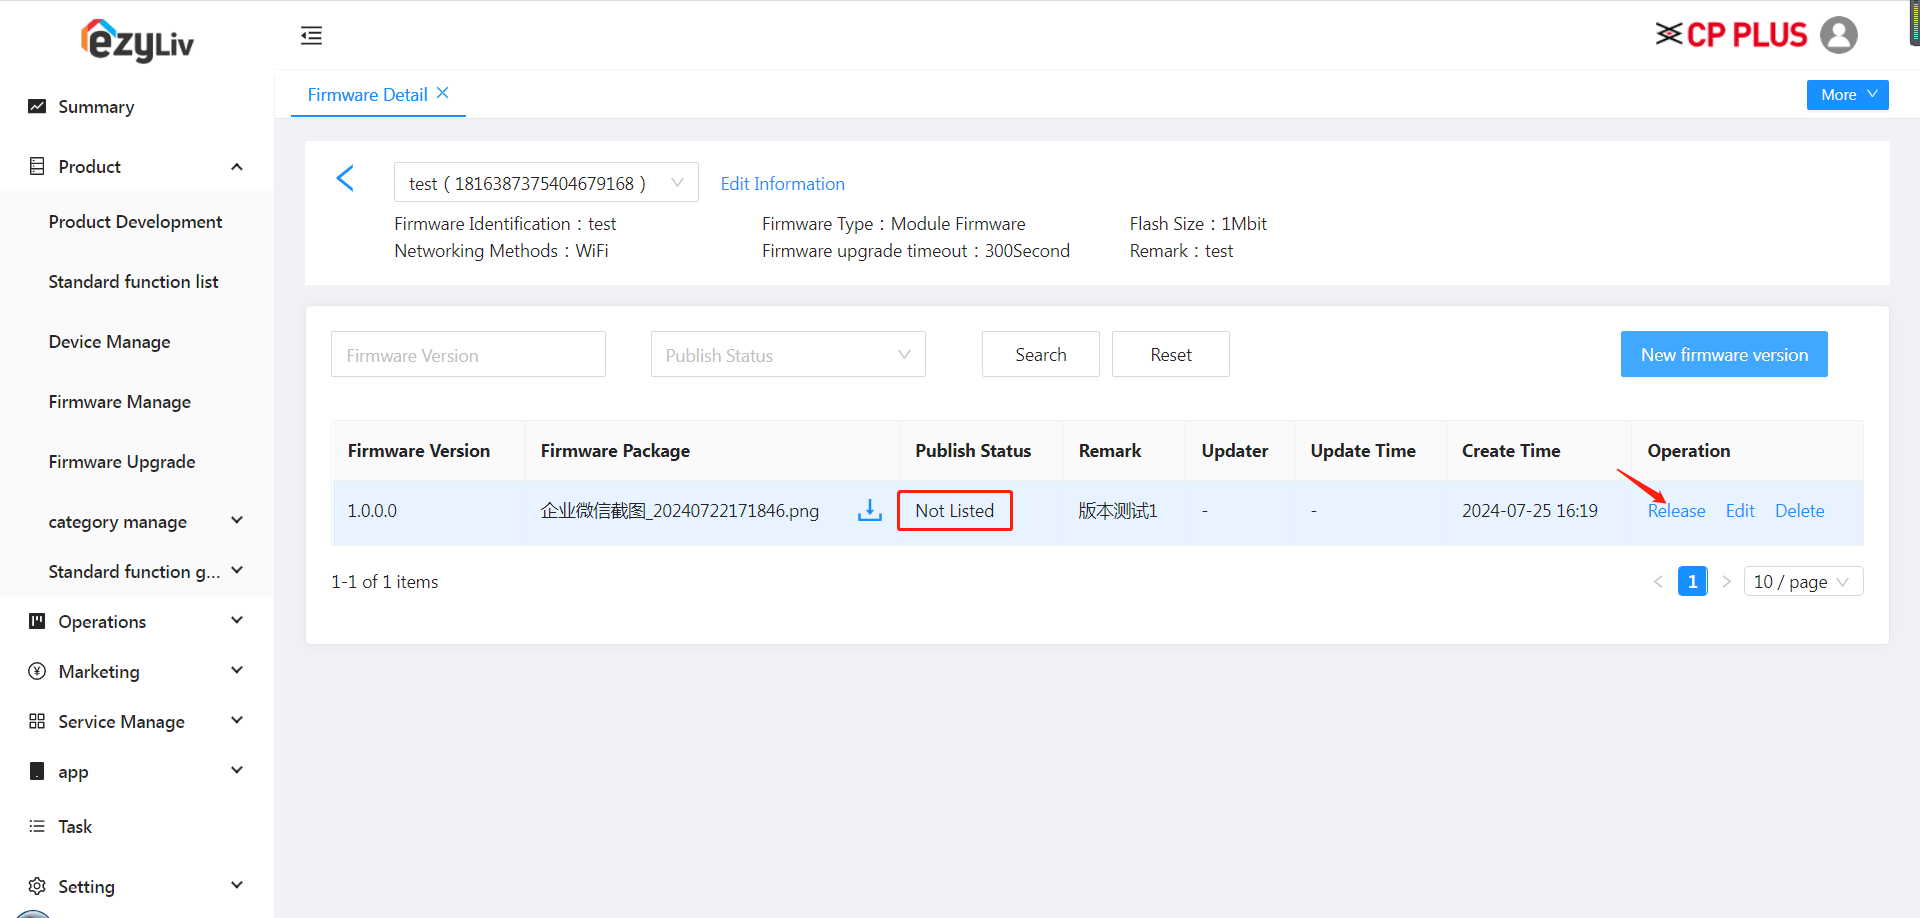 ezyLiv
CP PLUS
Summary
Product
Product Development
Standard function list
Device Manage
Firmware Manage
Firmware Upgrade
category manage
Standard function g...
Operations
Marketing
Service Manage
app
Task
Setting
Firmware Detail
More
test ( 1816387375404679168 )
Edit Information
Firmware Identification：test
Firmware Type：Module Firmware
Flash Size：1Mbit
Networking Methods：WiFi
Firmware upgrade timeout：300Second
Remark：test
Firmware Version
Publish Status
Search
Reset
New firmware version
Firmware Version Firmware Package Publish Status Remark Updater Update Time Create Time Operation
1.0.0.0 企业微信截图_20240722171846.png Not Listed 版本测试1 - - 2024-07-25 16:19 Release Edit Delete
1-1 of 1 items
< 1 > 10 / page